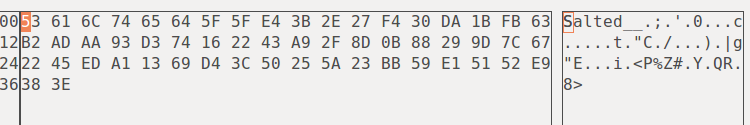 00 53 61 6C 74 65 64 5F 5F E4 3B 2E 27 F4 30 DA 1B FB 63 Salted__.;.'.0...c
12 B2 AD AA 93 D3 74 16 22 43 A9 2F 8D 0B 88 29 9D 7C 67 .....t."C./...).|g
24 22 45 ED A1 13 69 D4 3C 50 25 5A 23 BB 59 E1 51 52 E9 "E...i.<P%Z#.Y.QR.
36 38 3E 8>